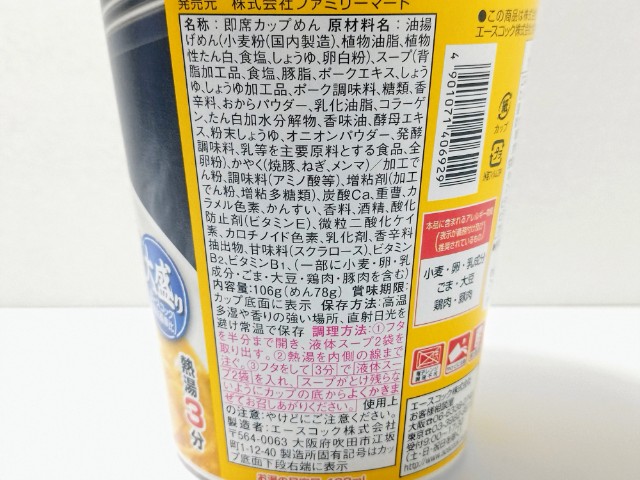 発売元 株式会社ファミリーマート
名称:即席カップめん 原材料名:油揚
げめん(小麦粉(国内製造)、植物油脂、植物
性たん白、食塩、しょうゆ、卵白粉)、スープ(背
脂加工品、食塩、豚脂、ポークエキス、しょう
ゆ、しょうゆ加工品、ポーク調味料、糖類、香
辛料、おからパウダー、乳化油脂、コラーゲ
ン、たん白加水分解物、香味油、酵母エキ
ス、粉末しょうゆ、オニオンパウダー、発酵
調味料、乳等を主要原料とする食品、全
卵粉)、かやく(焼豚、ねぎ、メンマ)/加工で
ん粉、調味料(アミノ酸等)、増粘剤(加工
でん粉、増粘多糖類)、炭酸Ca、重曹、カ
ラメル色素、かんすい、香料、酒精、酸化
防止剤(ビタミンE)、微粒二酸化ケイ
素、カロチノイド色素、乳化剤、香辛料
抽出物、甘味料(スクラロース)、ビタミン
B2、ビタミンB1、(一部に小麦・卵・乳
成分・ごま・大豆・鶏肉・豚肉を含む)
内容量:106g(めん78g) 賞味期限:
カップ底面に表示 保存方法:高温
多湿や香りの強い場所、直射日光を
避け常温で保存 調理方法:①フタ
を半分まで開き、液体スープ2袋を
取り出す。②熱湯を内側の線まで
注ぐ。③フタをして「3分」で「液体スー
プ2袋」を入れ、「スープがとけ残らな
いようにカップの底からよくかきま
ぜてお召しあがりください。」 使用上
の注意:やけどにご注意ください。
製造者:エースコック株式会社
〒564-0063 大阪府吹田市江坂
町1-12-40 製造所固有記号はカッ
プ底面下段右端に表示
大盛り
熱湯3分
●この商品は
エースコック株式会
4901071406929
カップ
本品に含まれるアレルギー物質
小麦・卵・乳成分
ごま・大豆
鶏肉・豚肉
エースコック株式会社
お客様相談室